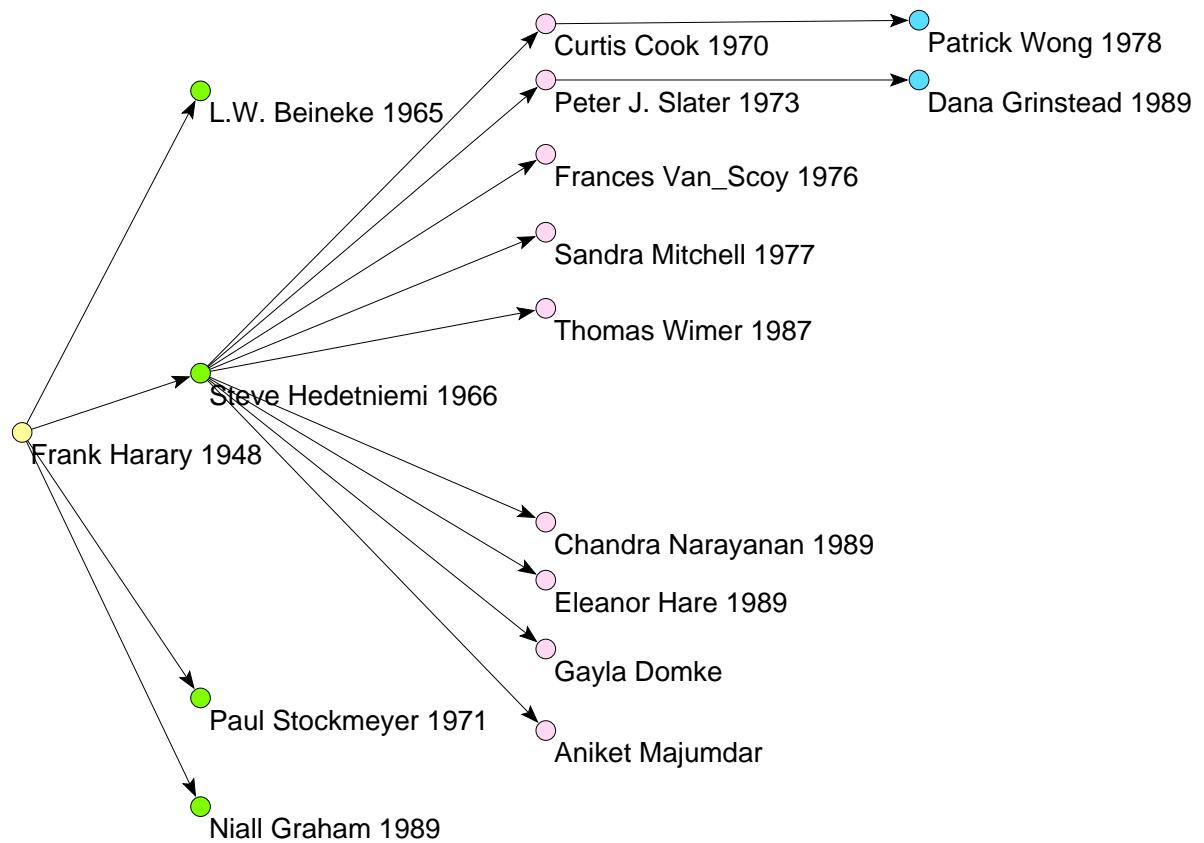 Curtis Cook 1970
Patrick Wong 1978
L.W. Beineke 1965
Peter J. Slater 1973
Dana Grinstead 1989
Frances Van_Scoy 1976
Sandra Mitchell 1977
Thomas Wimer 1987
Steve Hedetniemi 1966
Frank Harary 1948
Chandra Narayanan 1989
Eleanor Hare 1989
Gayla Domke
Paul Stockmeyer 1971
Aniket Majumdar
Niall Graham 1989